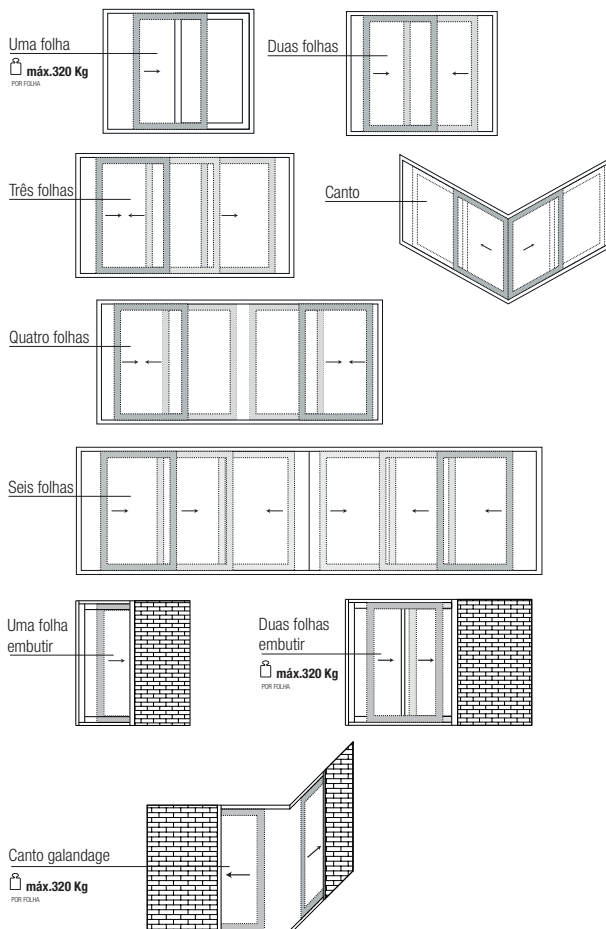 Uma folha
máx.320 Kg
POR FOLHA
Duas folhas
Três folhas
Canto
Quatro folhas
Seis folhas
Uma folha
embutir
Duas folhas
embutir
máx.320 Kg
POR FOLHA
Canto galandage
máx.320 Kg
POR FOLHA